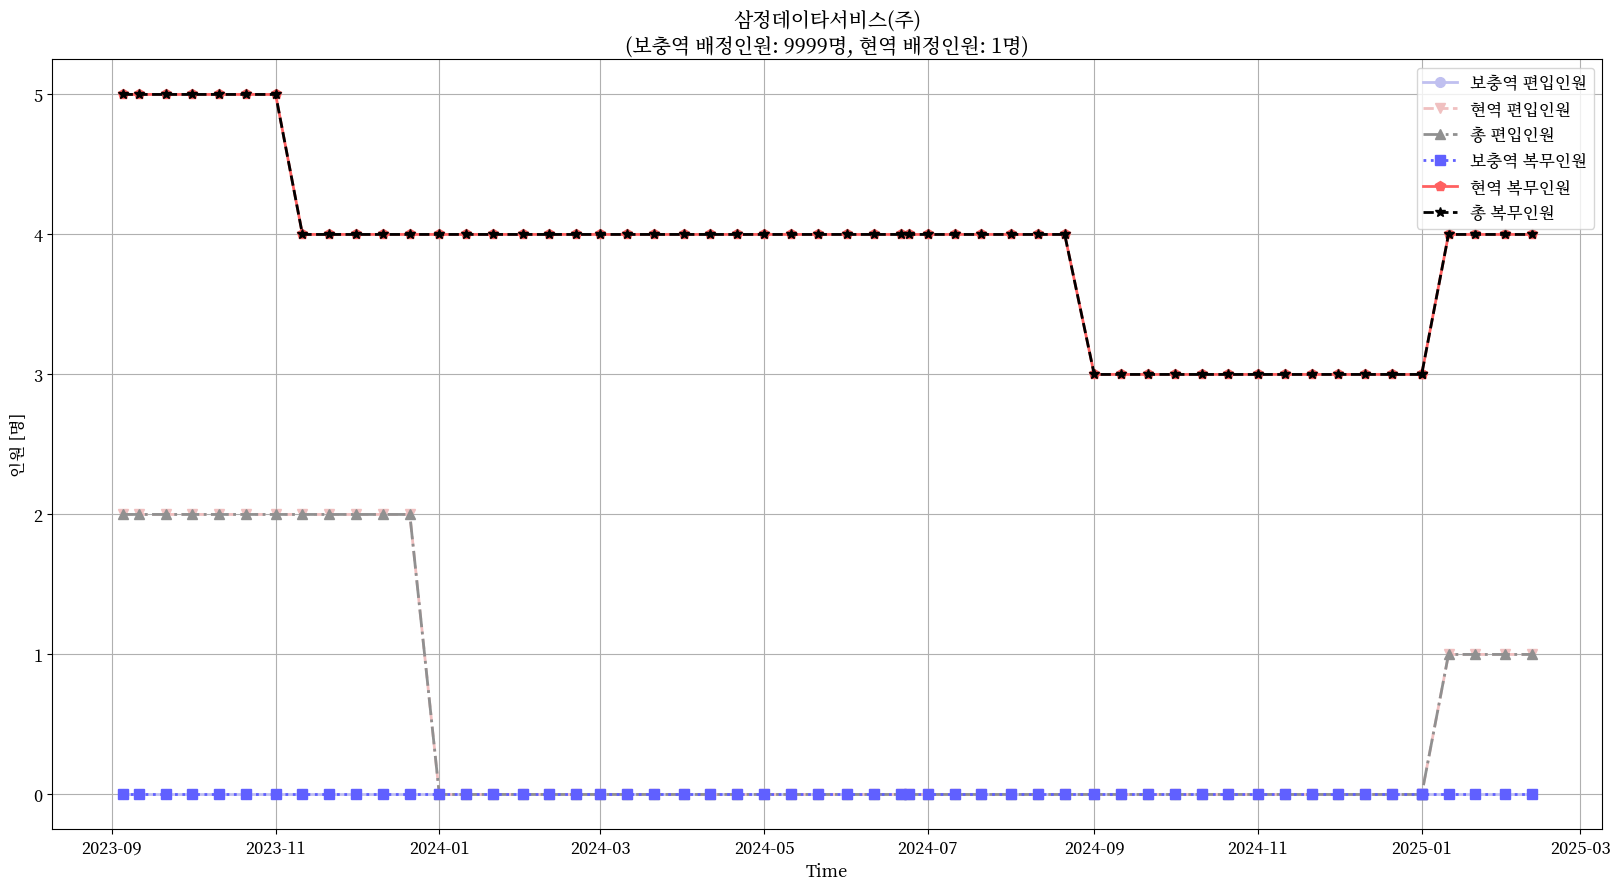 삼정데이타서비스(주)
(보충역 배정인원: 9999명, 현역 배정인원: 1명)
보충역 편입인원
현역 편입인원
총 편입인원
보충역 복무인원
현역 복무인원
총 복무인원
인원 [명]
5
4
3
2
1
0
2023-09
2023-11
2024-01
2024-03
2024-05
2024-07
2024-09
2024-11
2025-01
2025-03
Time